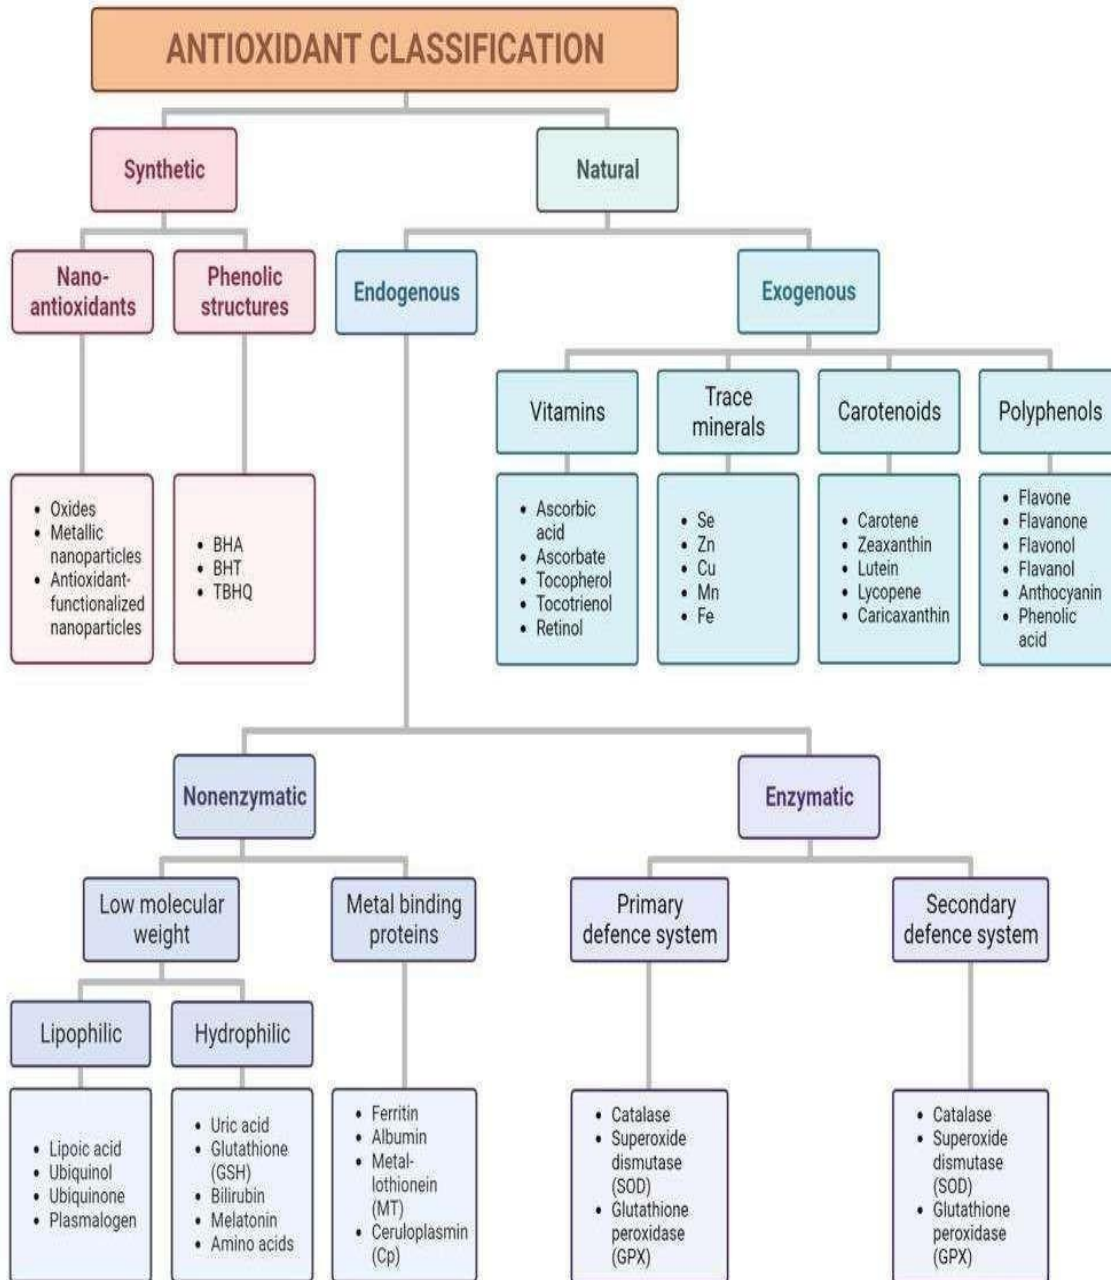 ANTIOXIDANT CLASSIFICATION
Synthetic
Natural
Nano-
antioxidants
Phenolic
structures
Endogenous
Exogenous
Vitamins
Trace
minerals
Carotenoids
Polyphenols
• Oxides
• Metallic
nanoparticles
• Antioxidant-
functionalized
nanoparticles
• BHA
• BHT
• TBHQ
• Ascorbic
acid
• Ascorbate
• Tocopherol
• Tocotrienol
• Retinol
• Se
• Zn
• Cu
• Mn
• Fe
• Carotene
• Zeaxanthin
• Lutein
• Lycopene
• Caricaxanthin
• Flavone
• Flavanone
• Flavonol
• Flavanol
• Anthocyanin
• Phenolic
acid
Nonenzymatic
Enzymatic
Low molecular
weight
Metal binding
proteins
Primary
defence system
Secondary
defence system
Lipophilic
Hydrophilic
• Lipoic acid
• Ubiquinol
• Ubiquinone
• Plasmalogen
• Uric acid
• Glutathione
(GSH)
• Bilirubin
• Melatonin
• Amino acids
• Ferritin
• Albumin
• Metal-
lothionein
(MT)
• Ceruloplasmin
(Cp)
• Catalase
• Superoxide
dismutase
(SOD)
• Glutathione
peroxidase
(GPX)
• Catalase
• Superoxide
dismutase
(SOD)
• Glutathione
peroxidase
(GPX)